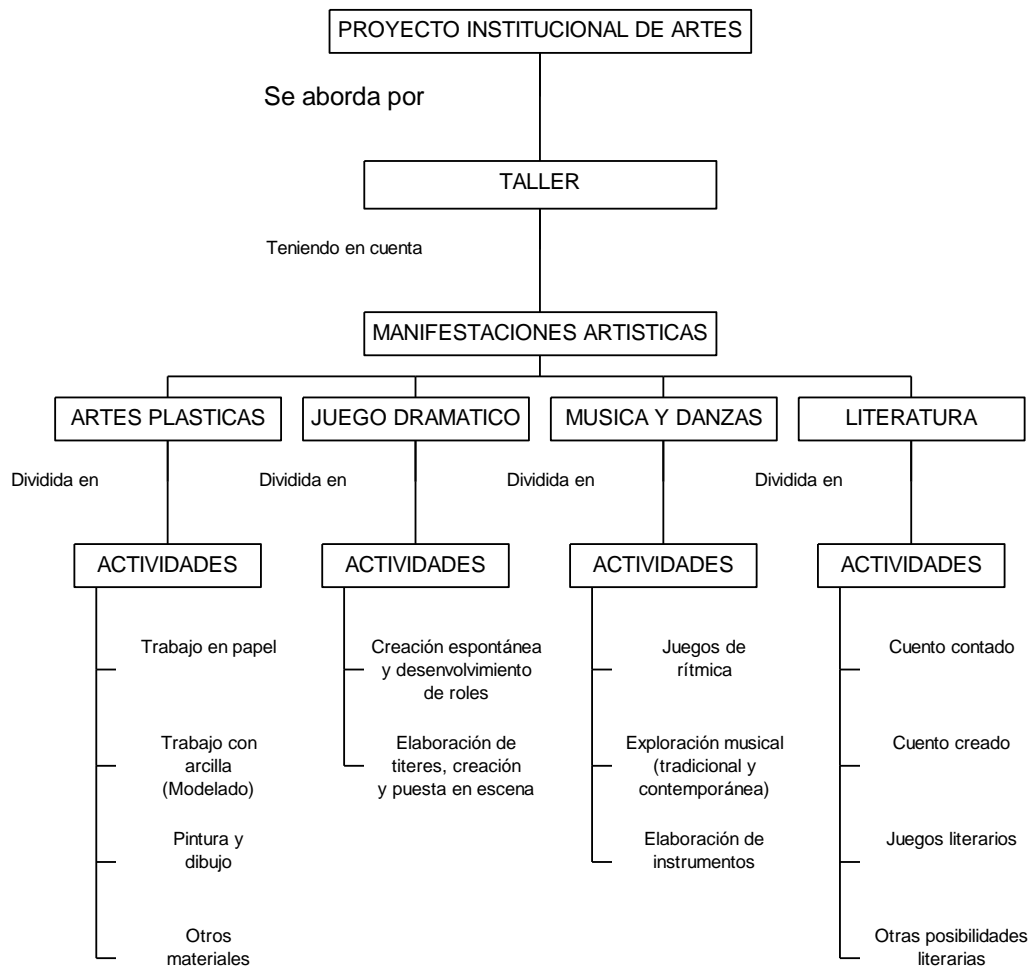 PROYECTO INSTITUCIONAL DE ARTES
Se aborda por
TALLER
Teniendo en cuenta
MANIFESTACIONES ARTISTICAS
ARTES PLASTICAS
JUEGO DRAMATICO
MUSICA Y DANZAS
LITERATURA
Dividida en
Dividida en
Dividida en
Dividida en
ACTIVIDADES
ACTIVIDADES
ACTIVIDADES
ACTIVIDADES
Trabajo en papel
Trabajo con
arcilla
(Modelado)
Pintura y
dibujo
Otros
materiales
Creación espontánea
y desenvolvimiento
de roles
Elaboración de
titeres, creación
y puesta en escena
Juegos de
rítmica
Exploración musical
(tradicional y
contemporánea)
Elaboración de
instrumentos
Cuento contado
Cuento creado
Juegos literarios
Otras posibilidades
literarias